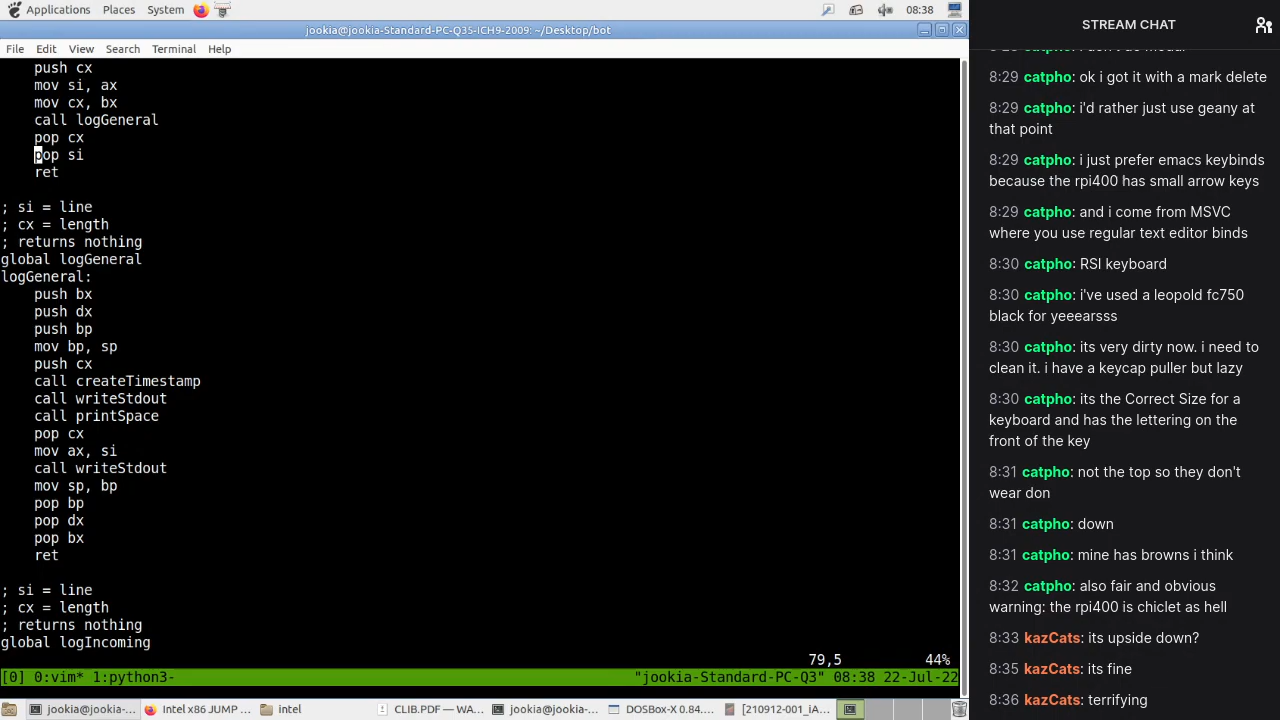 Applications Places System 08:38
jookia@jookia-Standard-PC-Q35-ICH9-2009: ~/Desktop/bot
File Edit View Search Terminal Help
push cx
mov si, ax
mov cx, bx
call logGeneral
pop cx
pop si
ret
; si = line
; cx = length
; returns nothing
global logGeneral
logGeneral:
push bx
push dx
push bp
mov bp, sp
push cx
call createTimestamp
call writeStdout
call printSpace
pop cx
mov ax, si
call writeStdout
mov sp, bp
pop bp
pop dx
pop bx
ret
; si = line
; cx = length
; returns nothing
global logIncoming
79,5 44%
[0] 0:vim* 1:python3- "jookia-Standard-PC-Q3" 08:38 22-Jul-22
jookia@jookia-... Intel x86 JUMP ... intel CLIB.PDF — WA... jookia@jookia-... DOSBox-X 0.84.... [210912-001_iA...
STREAM CHAT
8:29 catpho: ok i got it with a mark delete
8:29 catpho: i'd rather just use geany at
that point
8:29 catpho: i just prefer emacs keybinds
because the rpi400 has small arrow keys
8:29 catpho: and i come from MSVC
where you use regular text editor binds
8:30 catpho: RSI keyboard
8:30 catpho: i've used a leopold fc750
black for yeeearsss
8:30 catpho: its very dirty now. i need to
clean it. i have a keycap puller but lazy
8:30 catpho: its the Correct Size for a
keyboard and has the lettering on the
front of the key
8:31 catpho: not the top so they don't
wear don
8:31 catpho: down
8:31 catpho: mine has browns i think
8:32 catpho: also fair and obvious
warning: the rpi400 is chiclet as hell
8:33 kazCats: its upside down?
8:35 kazCats: its fine
8:36 kazCats: terrifying